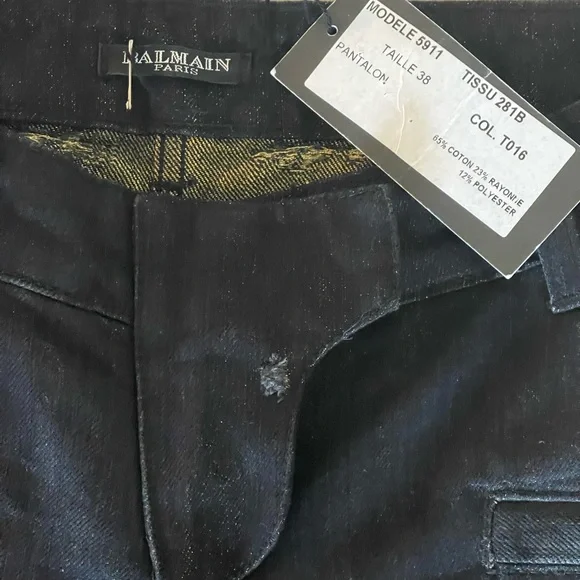 BALMAIN
PARIS
MODELE 5911
TISSU 281B
TAILLE 38
COL. T016
PANTALON
65% COTON 23% RAYONNE
12% POLYESTER